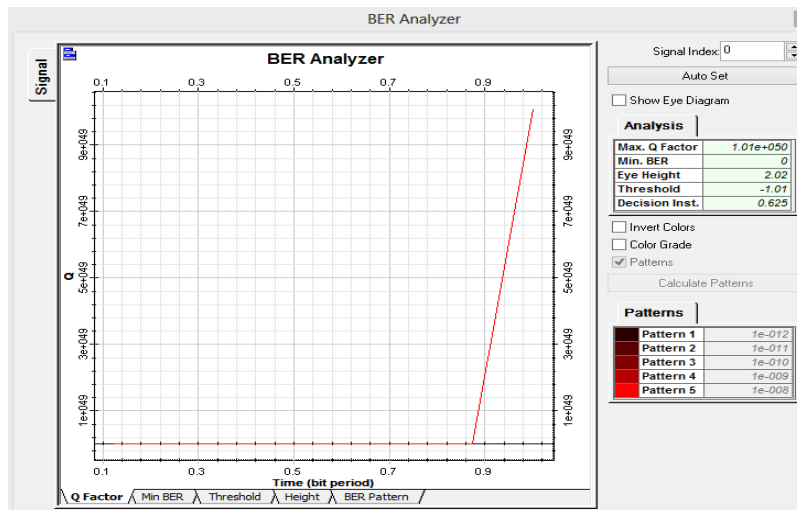 BER Analyzer
Signal
BER Analyzer
0.1 0.3 0.5 0.7 0.9
9e+049
7e+049
5e+049
3e+049
1e+049
Q
9e+049
7e+049
5e+049
3e+049
1e+049
0.1 0.3 0.5 0.7 0.9
Time (bit period)
Q Factor Min BER Threshold Height BER Pattern
Signal Index: 0
Auto Set
Show Eye Diagram
Analysis
Max. Q Factor 1.01e+050
Min. BER 0
Eye Height 2.02
Threshold -1.01
Decision Inst. 0.625
Invert Colors
Color Grade
Patterns
Calculate Patterns
Patterns
Pattern 1 1e-012
Pattern 2 1e-011
Pattern 3 1e-010
Pattern 4 1e-009
Pattern 5 1e-008